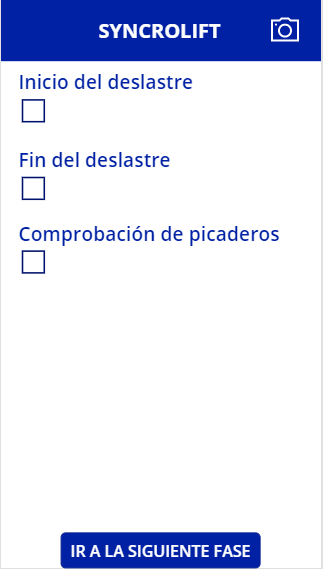 SYNCROLIFT
Inicio del deslastre
Fin del deslastre
Comprobación de picaderos
IR A LA SIGUIENTE FASE